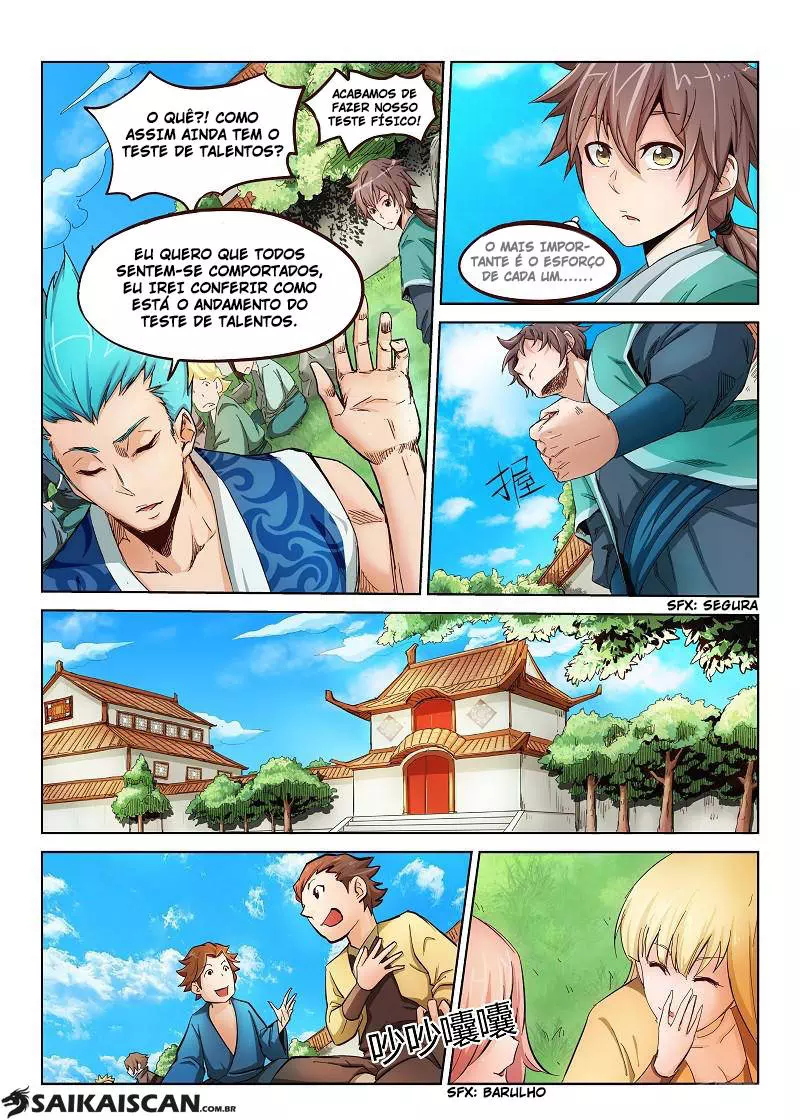 O QUÊ?! COMO
ASSIM AINDA TEM O
TESTE DE TALENTOS?
ACABAMOS DE
FAZER NOSSO
TESTE FÍSICO!
EU QUERO QUE TODOS
SENTEM-SE COMPORTADOS,
EU IREI CONFERIR COMO
ESTÁ O ANDAMENTO DO
TESTE DE TALENTOS.
O MAIS IMPOR-
TANTE É O ESFORÇO
DE CADA UM.......
握
SFX: SEGURA
吵吵囔囔
SFX: BARULHO
SAIKAISCAN.COM.BR